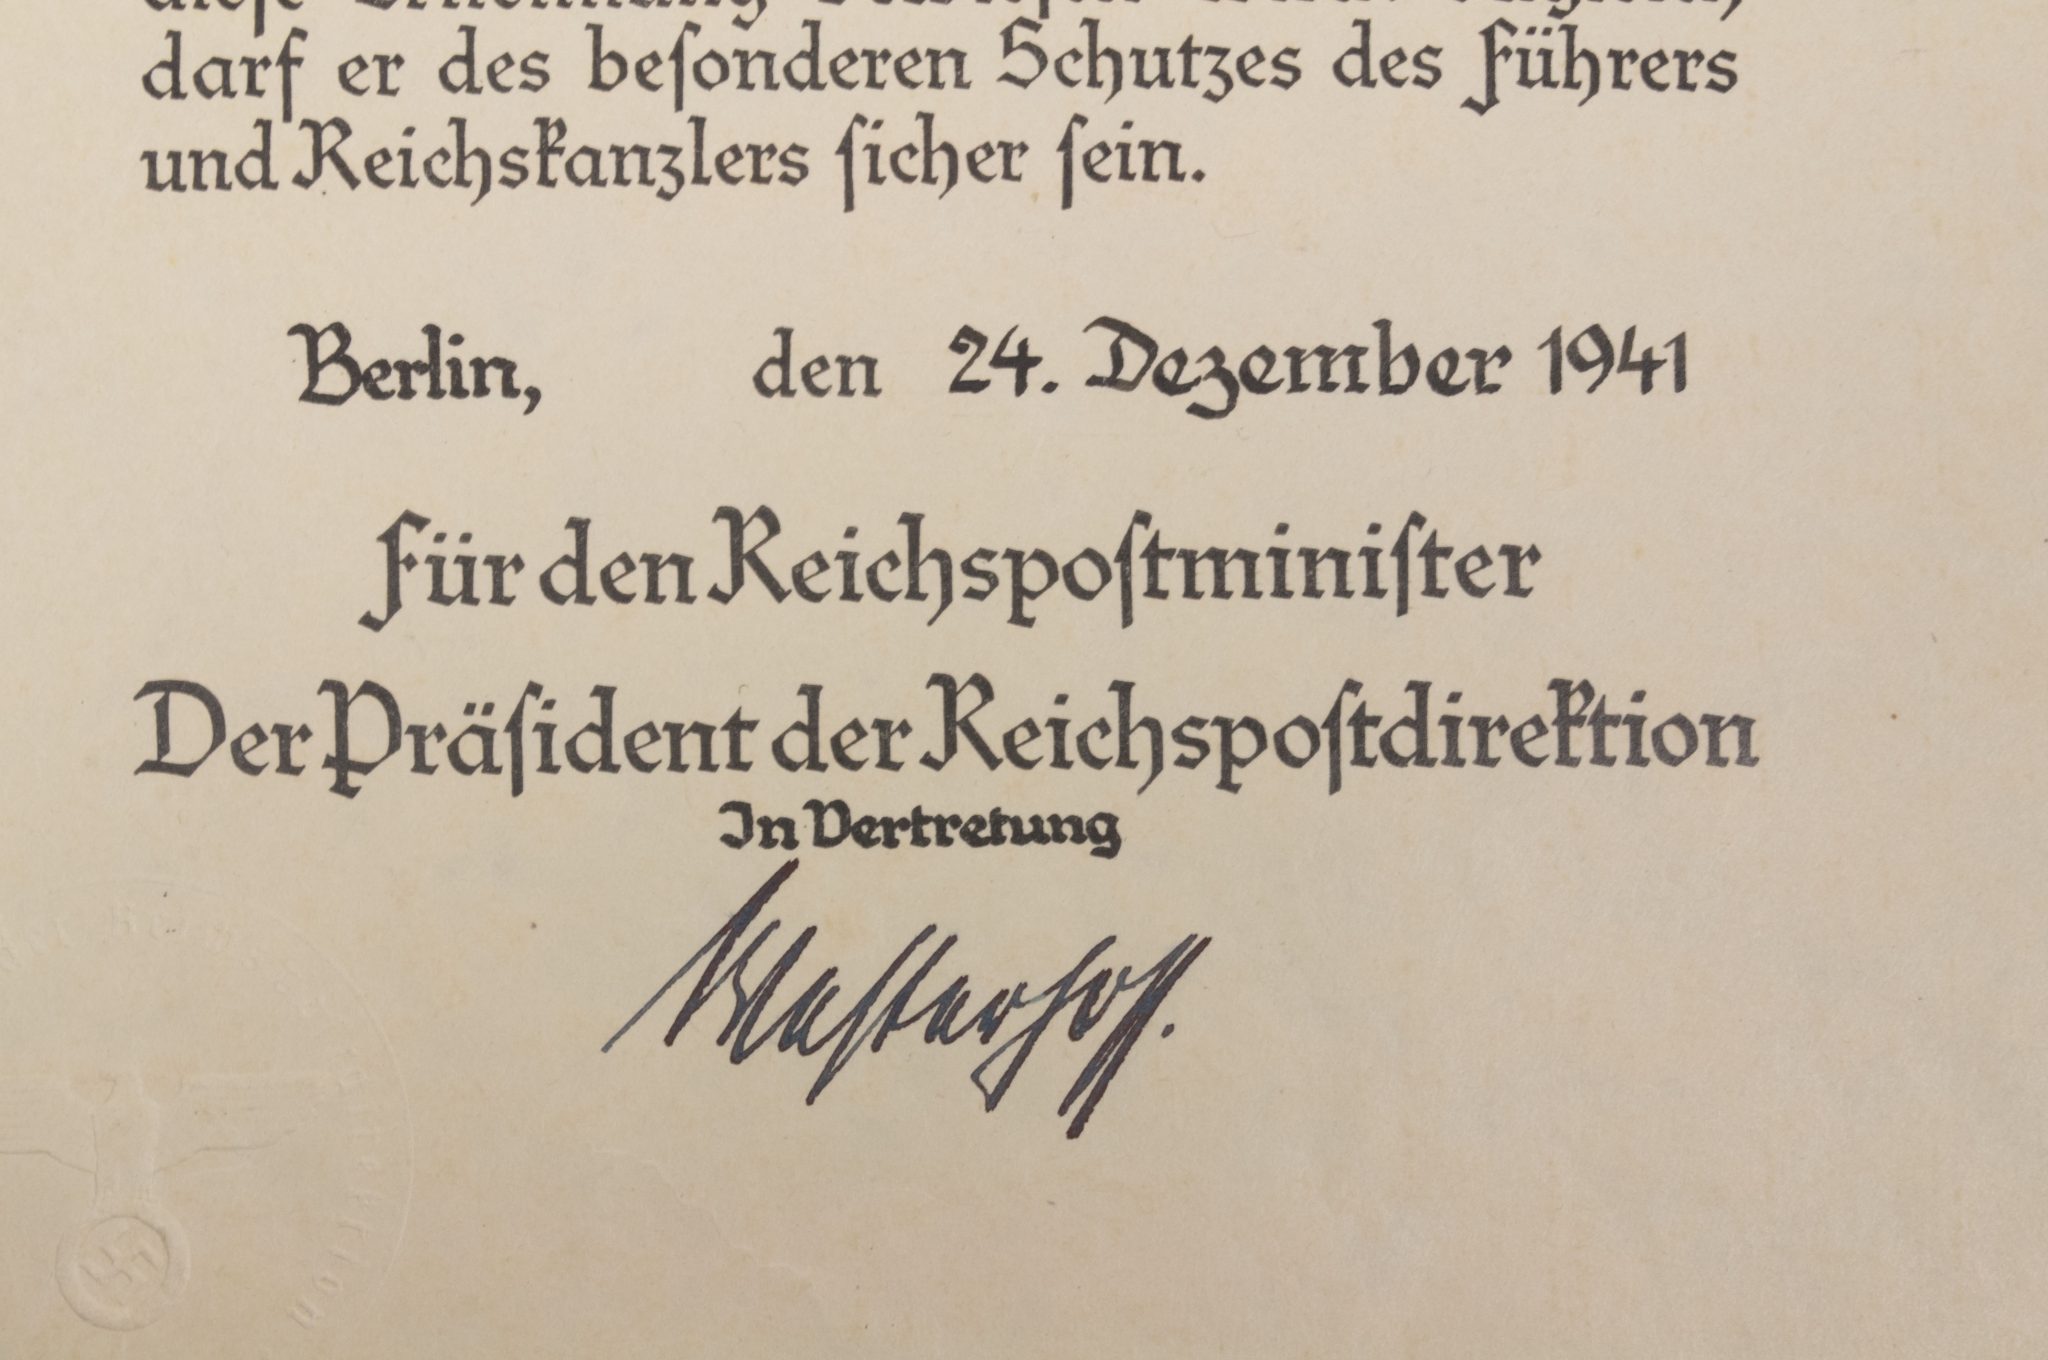 darf er des beſonderen Schutzes des Führers
und Reichskanzlers ſicher ſein.
Berlin, den 24. Dezember 1941
Für den Reichspoſtminiſter
Der Präſident der Reichspoſtdirektion
In Vertretung